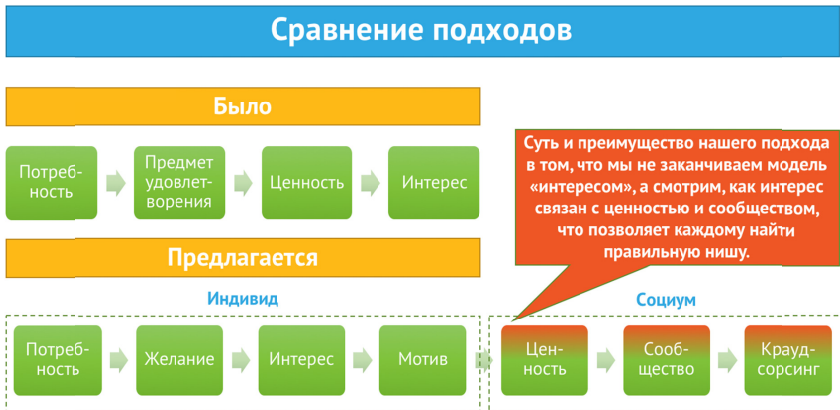 Сравнение подходов
Было
Потреб-
ность
Предмет
удовлет-
ворения
Ценность
Интерес
Суть и преимущество нашего подхода
в том, что мы не заканчиваем модель
«интересом», а смотрим, как интерес
связан с ценностью и сообществом,
что позволяет каждому найти
правильную нишу.
Предлагается
Индивид
Социум
Потреб-
ность
Желание
Интерес
Мотив
Цен-
ность
Сооб-
щество
Крауд-
сорсинг